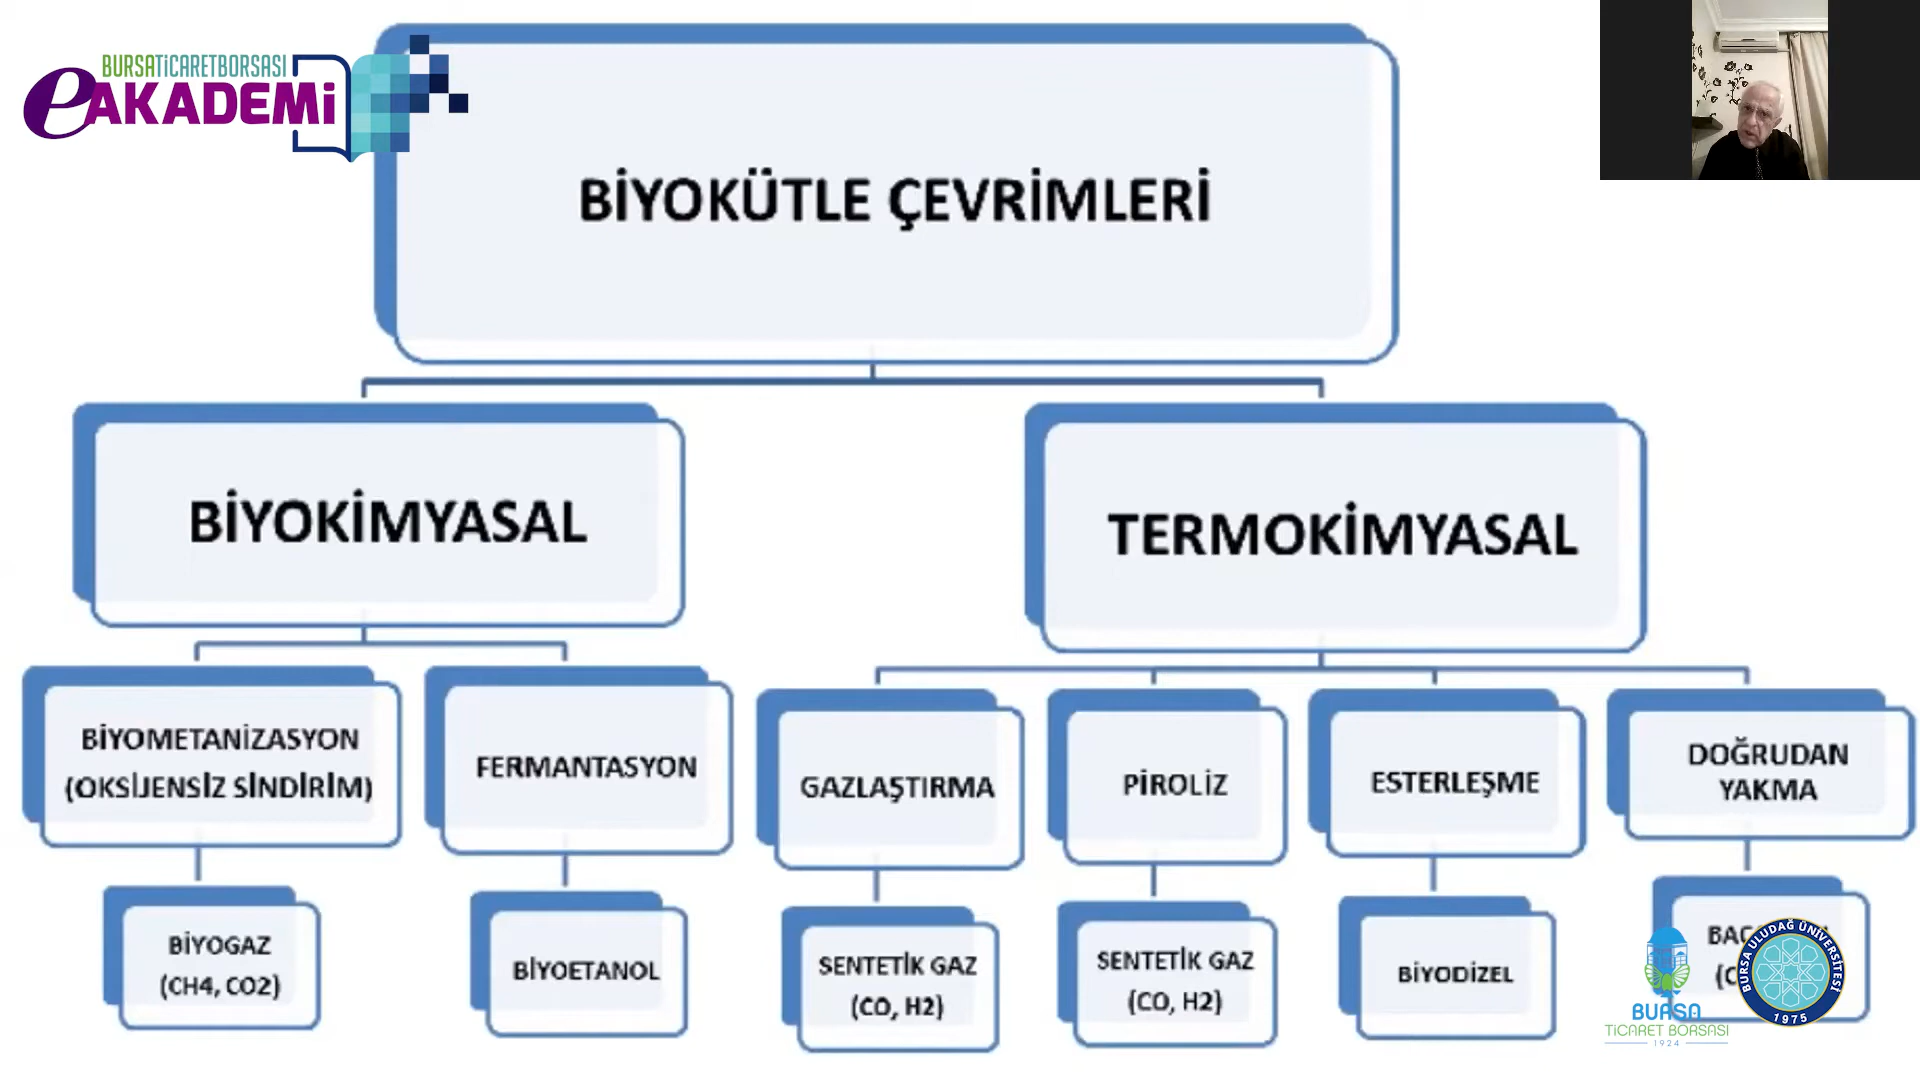 BURSATİCARETBORSASI
eAKADEMİ
BİYOKÜTLE ÇEVRİMLERİ
BİYOKİMYASAL
TERMOKİMYASAL
BİYOMETANİZASYON
(OKSİJENSİZ SİNDİRİM)
FERMANTASYON
GAZLAŞTIRMA
PİROLİZ
ESTERLEŞME
DOĞRUDAN
YAKMA
BİYOGAZ
(CH4, CO2)
BİYOETANOL
SENTETİK GAZ
(CO, H2)
SENTETİK GAZ
(CO, H2)
BİYODİZEL
BURSA
TİCARET BORSASI
1924
BURSA ULUDAĞ ÜNİVERSİTESİ
1975